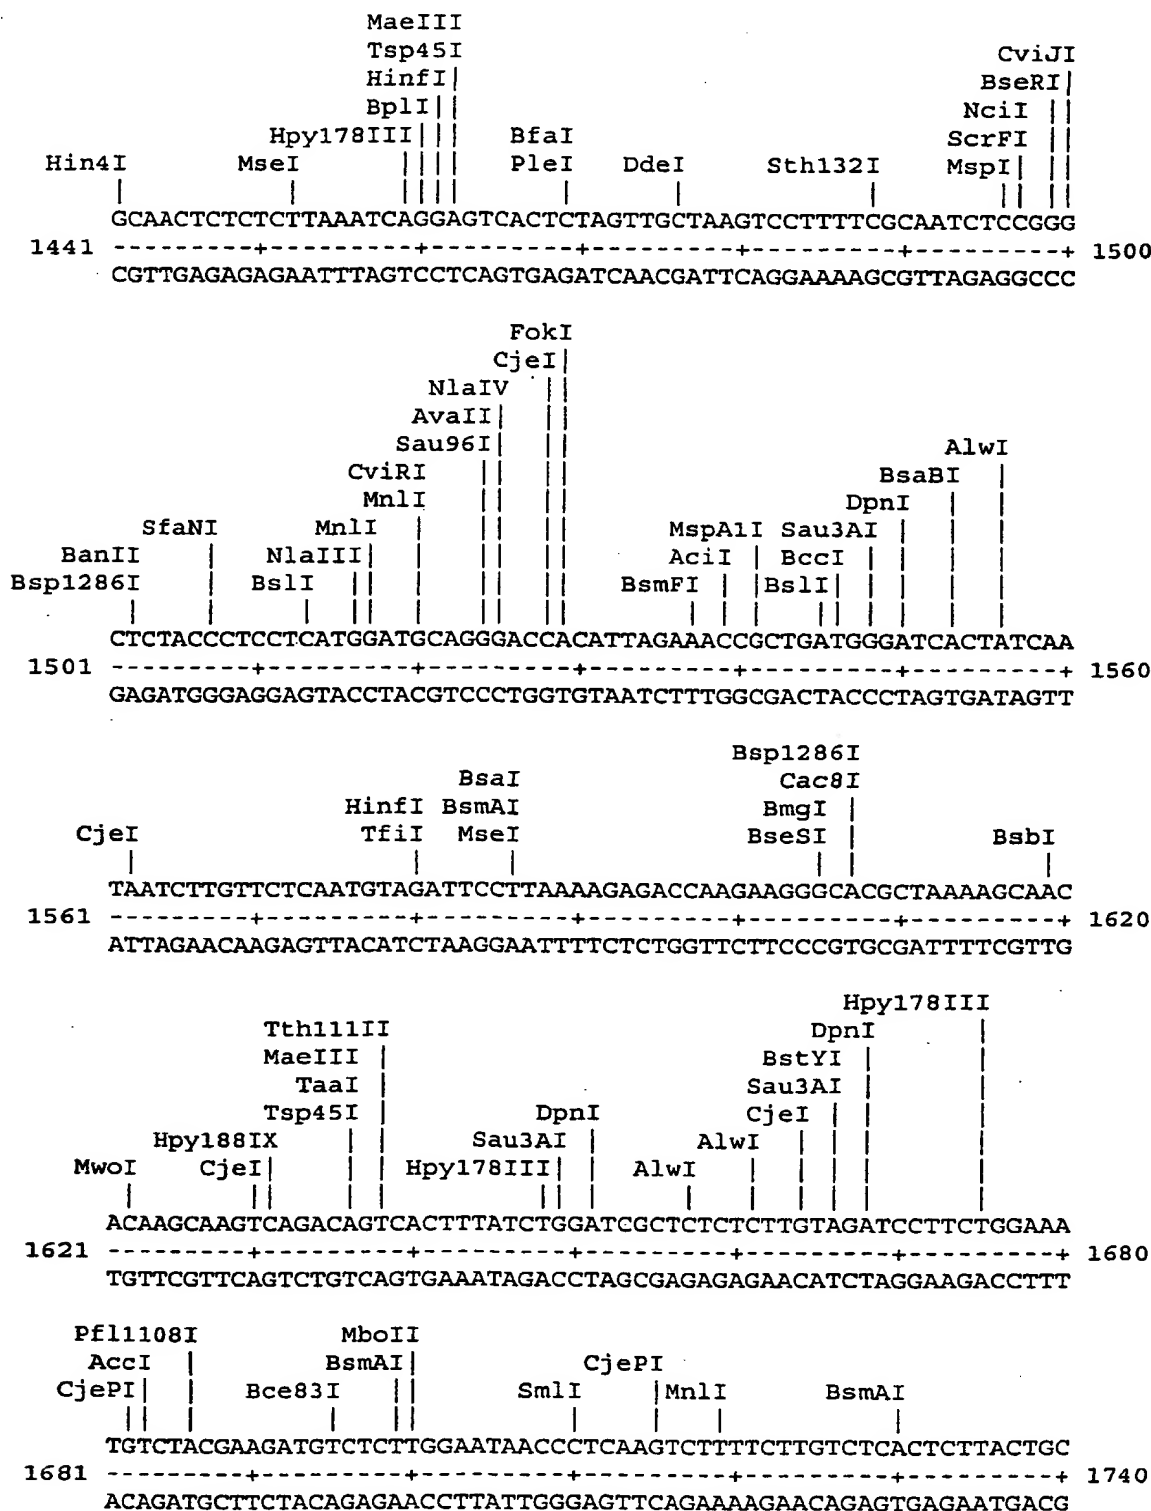 MaeIII
Tsp45I
HinfI| CviJI
BplI|| BseRI|
Hpy178III||| BfaI NciI ||
Hin4I MseI |||| PleI DdeI Sth132I ScrFI ||
MspI| ||
| | |||| | | | || ||
GCAACTCTCTCTTAAATCAGGAGTCACTCTAGTTGCTAAGTCCTTTTCGCAATCTCCGGG
1441 ---------+---------+---------+---------+---------+---------+ 1500
CGTTGAGAGAGAATTTAGTCCTCAGTGAGATCAACGATTCAGGAAAAGCGTTAGAGGCCC
FokI
CjeI|
NlaIV ||
AvaII| ||
Sau96I| || AlwI
CviRI || || BsaBI |
MnlI || || DpnI | |
SfaNI MnlI | || || MspA1I Sau3AI | | |
BanII | NlaIII| | || || AciI | BccI | | | |
Bsp1286I | BslI || | || || BsmFI | |BslI| | | | |
| | | || | || || | | | || | | | |
CTCTACCCTCCTCATGGATGCAGGGACCACATTAGAAACCGCTGATGGGATCACTATCAA
1501 ---------+---------+---------+---------+---------+---------+ 1560
GAGATGGGAGGAGTACCTACGTCCCTGGTGTAATCTTTGGCGACTACCCTAGTGATAGTT
Bsp1286I
BsaI Cac8I
HinfI BsmAI BmgI |
CjeI TfiI MseI BseSI | BsbI
| | | | | |
TAATCTTGTTCTCAATGTAGATTCCTTAAAAGAGACCAAGAAGGGCACGCTAAAAGCAAC
1561 ---------+---------+---------+---------+---------+---------+ 1620
ATTAGAACAAGAGTTACATCTAAGGAATTTTCTCTGGTTCTTCCCGTGCGATTTTCGTTG
Hpy178III
Tth111II DpnI |
MaeIII | BstYI | |
TaaI | Sau3AI | |
Tsp45I | DpnI CjeI | | |
Hpy188IX | | Sau3AI | AlwI | | | |
MwoI CjeI| | | Hpy178III| | AlwI | | | | |
| || | | || | | | | | | |
ACAAGCAAGTCAGACAGTCACTTTATCTGGATCGCTCTCTCTTGTAGATCCTTCTGGAAA
1621 ---------+---------+---------+---------+---------+---------+ 1680
TGTTCGTTCAGTCTGTCAGTGAAATAGACCTAGCGAGAGAGAACATCTAGGAAGACCTTT
Pfl1108I MboII
AccI | BsmAI| CjePI
CjePI| | Bce83I || SmlI |MnlI BsmAI
|| | | || | | | |
TGTCTACGAAGATGTCTCTTGGAATAACCCTCAAGTCTTTTCTTGTCTCACTCTTACTGC
1681 ---------+---------+---------+---------+---------+---------+ 1740
ACAGATGCTTCTACAGAGAACCTTATTGGGAGTTCAGAAAAGAACAGAGTGAGAATGACG